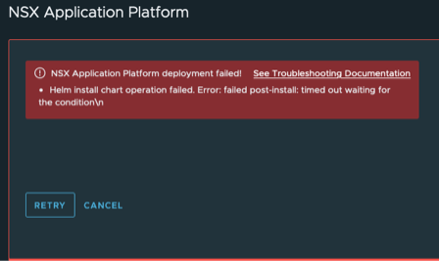 NSX Application Platform
NSX Application Platform deployment failed! See Troubleshooting Documentation
• Helm install chart operation failed. Error: failed post-install: timed out waiting for
the condition\n
RETRY CANCEL